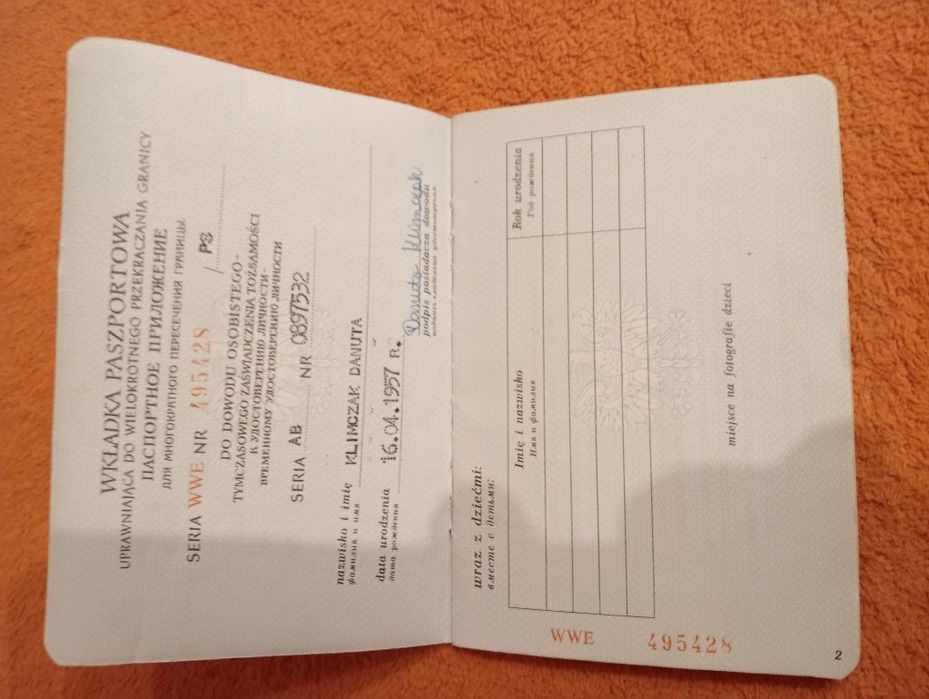 WKŁADKA PASZPORTOWA
UPRAWNIAJĄCA DO WIELOKROTNEGO PRZEKRACZANIA GRANICY
ПАСПОРТНОЕ ПРИЛОЖЕНИЕ
ДЛЯ МНОГОКРАТНОГО ПЕРЕСЕЧЕНИЯ ГРАНИЦЫ
SERIA WWE NR 495428 / PS
DO DOWODU OSOBISTEGO-
TYMCZASOWEGO ZAŚWIADCZENIA TOŻSAMOŚCI
К УДОСТОВЕРЕНИЮ ЛИЧНОСТИ-
ВРЕМЕННОМУ УДОСТОВЕРЕНИЮ ЛИЧНОСТИ
SERIA AB NR 0897532
nazwisko i imię KLIMCZAK DANUTA
фамилия и имя
data urodzenia 16.04.1957 R.
дата рождения
Danuta Klimczak
podpis posiadacza dowodu
wraz z dziećmi:
вместе с детьми:
Imię i nazwisko Rok urodzenia
Имя и фамилия Год рождения
miejsce na fotografie dzieci
WWE 495428
2